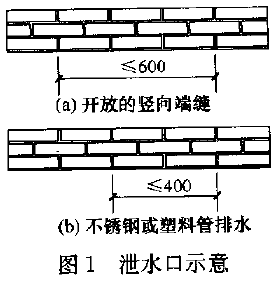 ≤600
(a) 开放的竖向端缝
≤400
(b) 不锈钢或塑料管排水
图1 泄水口示意